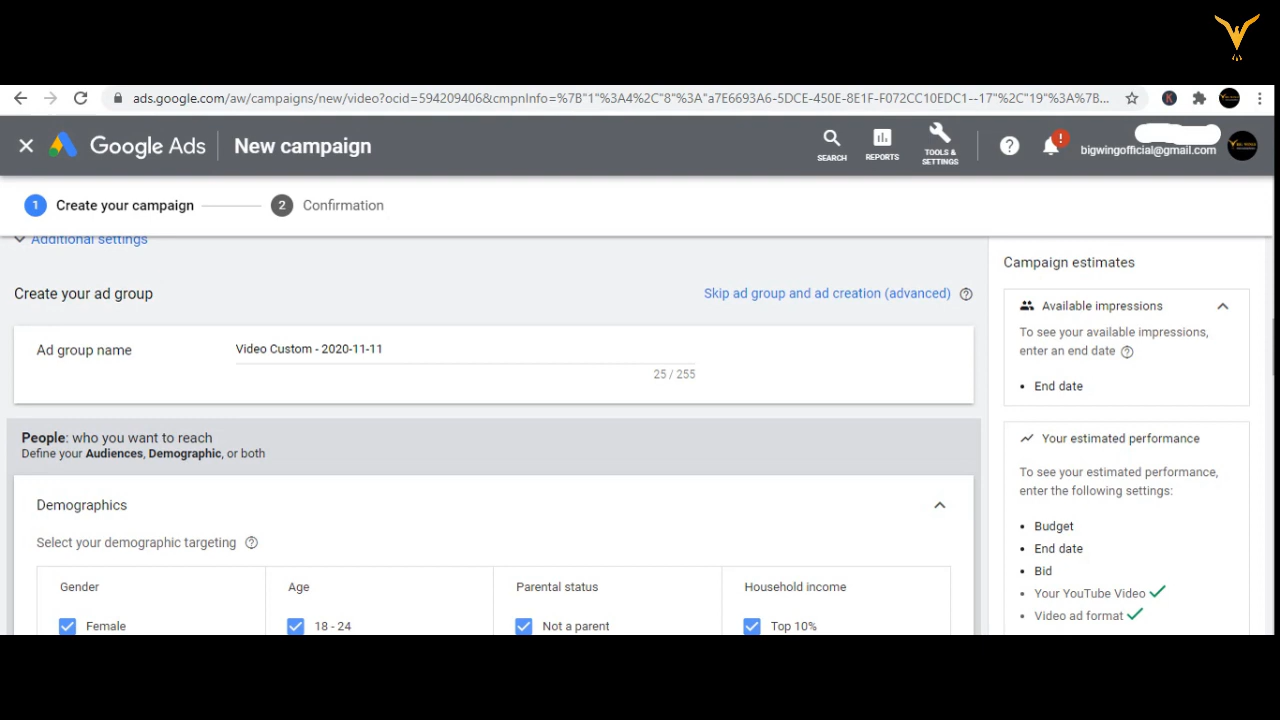 ads.google.com/aw/campaigns/new/video?ocid=594209406&cmpnInfo=%7B"1"%3A4%2C"8"%3A"a7E6693A6-5DCE-450E-8E1F-F072CC10EDC1--17"%2C"19"%3A%7B...
Google Ads New campaign
SEARCH REPORTS TOOLS & SETTINGS ? ! bigwingofficial@gmail.com
1 Create your campaign 2 Confirmation
Additional settings
Create your ad group Skip ad group and ad creation (advanced)
Ad group name Video Custom - 2020-11-11
25 / 255
People: who you want to reach
Define your Audiences, Demographic, or both
Demographics
Select your demographic targeting
Gender Age Parental status Household income
Female 18 - 24 Not a parent Top 10%
Campaign estimates
Available impressions
To see your available impressions,
enter an end date
• End date
Your estimated performance
To see your estimated performance,
enter the following settings:
• Budget
• End date
• Bid
• Your YouTube Video
• Video ad format